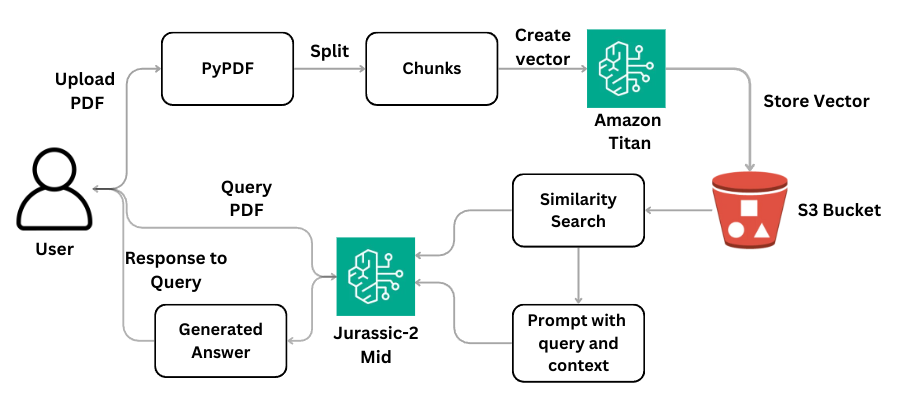 Upload
PDF
PyPDF
Split
Chunks
Create
vector
Amazon
Titan
Store Vector
S3 Bucket
Similarity
Search
Prompt with
query and
context
User
Query
PDF
Jurassic-2
Mid
Response to
Query
Generated
Answer